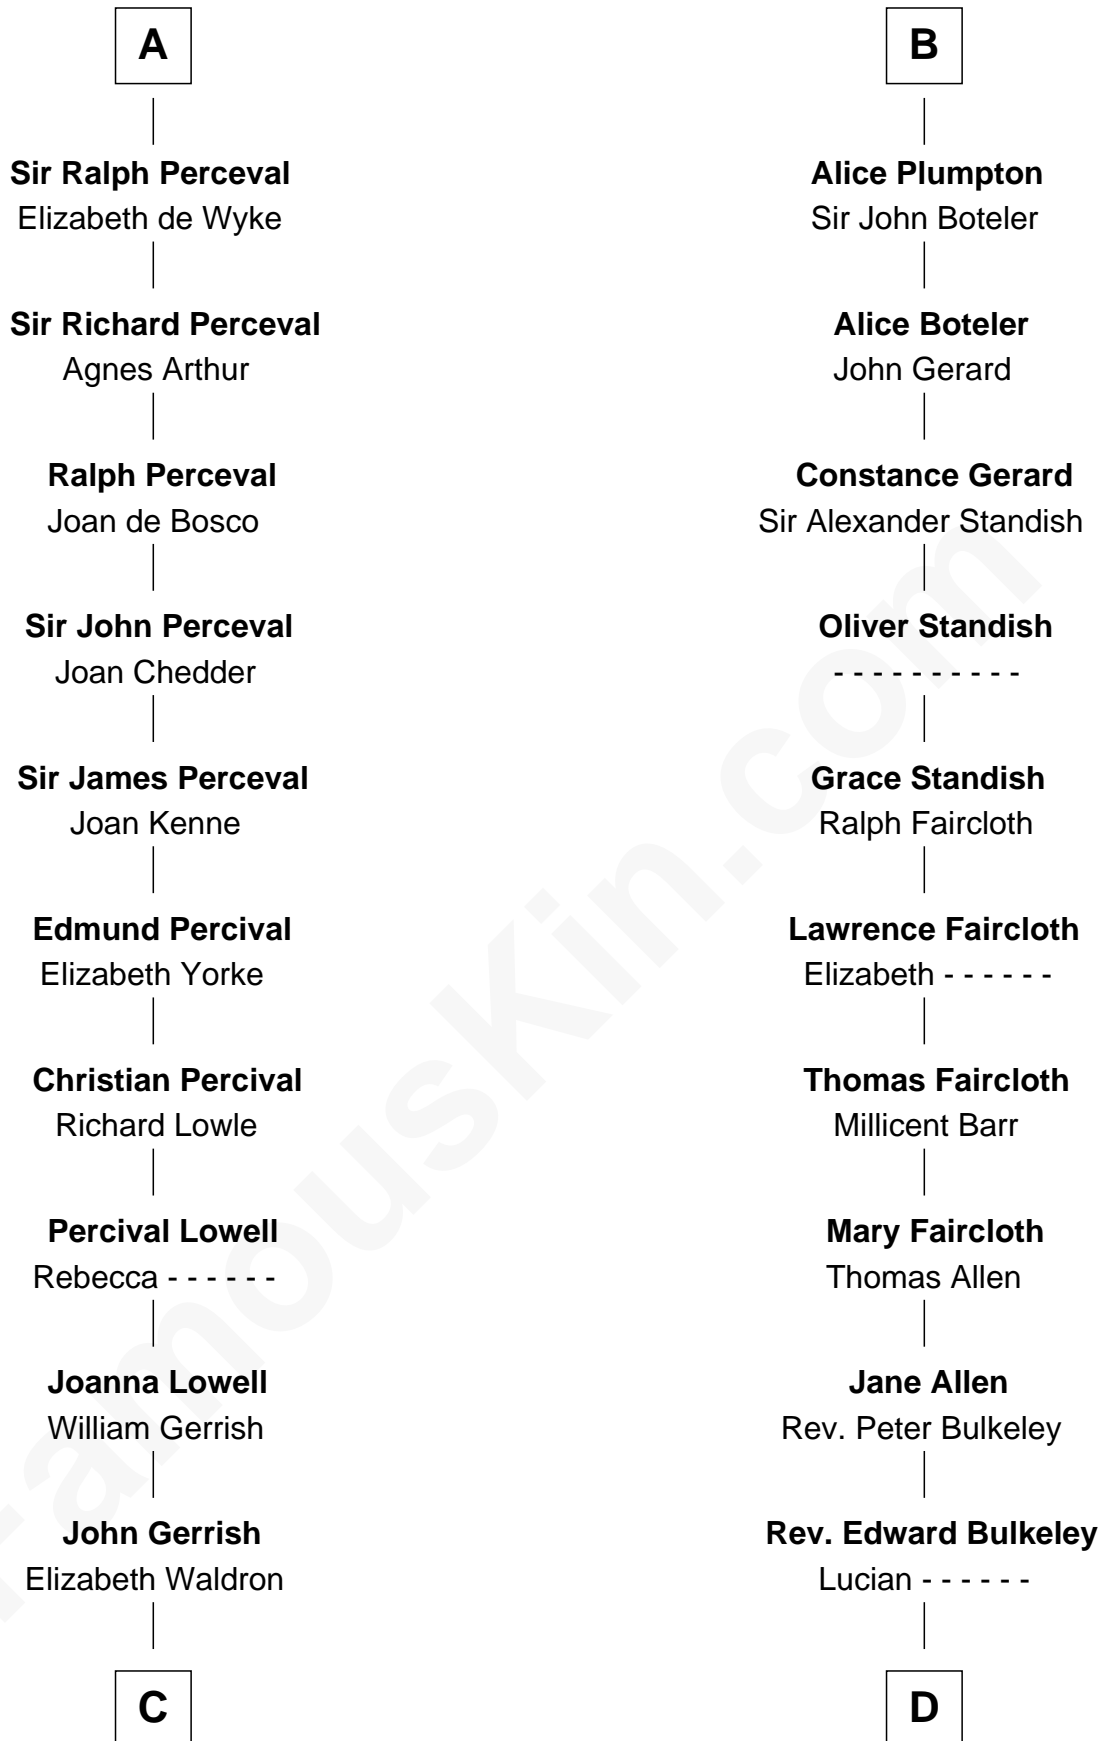 A
Sir Ralph Perceval
Elizabeth de Wyke
Sir Richard Perceval
Agnes Arthur
Ralph Perceval
Joan de Bosco
Sir John Perceval
Joan Chedder
Sir James Perceval
Joan Kenne
Edmund Percival
Elizabeth Yorke
Christian Percival
Richard Lowle
Percival Lowell
Rebecca - - - - - -
Joanna Lowell
William Gerrish
John Gerrish
Elizabeth Waldron
C
B
Alice Plumpton
Sir John Boteler
Alice Boteler
John Gerard
Constance Gerard
Sir Alexander Standish
Oliver Standish
- - - - - - - - - -
Grace Standish
Ralph Faircloth
Lawrence Faircloth
Elizabeth - - - - - -
Thomas Faircloth
Millicent Barr
Mary Faircloth
Thomas Allen
Jane Allen
Rev. Peter Bulkeley
Rev. Edward Bulkeley
Lucian - - - - - -
D
FamousKin.com